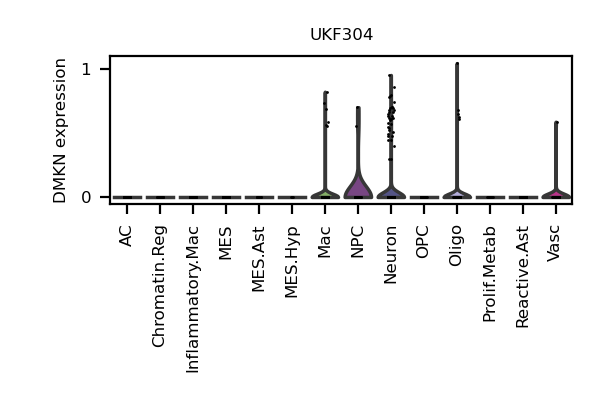 UKF304
DMKN expression
1
0
AC
Chromatin.Reg
Inflammatory.Mac
MES
MES.Ast
MES.Hyp
Mac
NPC
Neuron
OPC
Oligo
Prolif.Metab
Reactive.Ast
Vasc